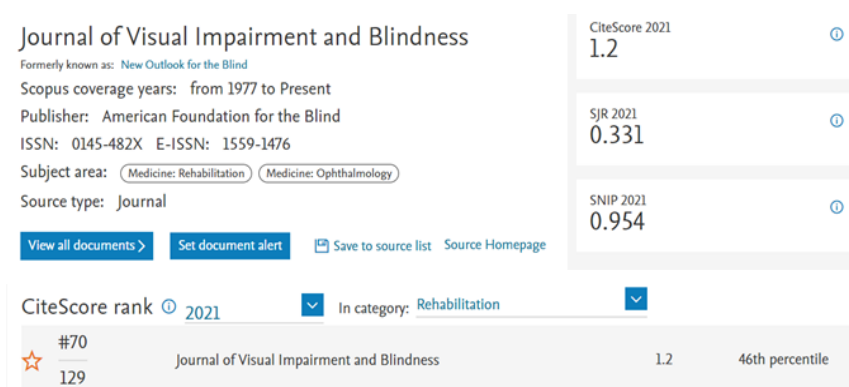 Journal of Visual Impairment and Blindness
Formerly known as: New Outlook for the Blind
Scopus coverage years: from 1977 to Present
Publisher: American Foundation for the Blind
ISSN: 0145-482X E-ISSN: 1559-1476
Subject area: Medicine: Rehabilitation Medicine: Ophthalmology
Source type: Journal
View all documents > Set document alert Save to source list Source Homepage
CiteScore 2021
1.2
SJR 2021
0.331
SNIP 2021
0.954
CiteScore rank 2021 In category: Rehabilitation
#70
129
Journal of Visual Impairment and Blindness 1.2 46th percentile